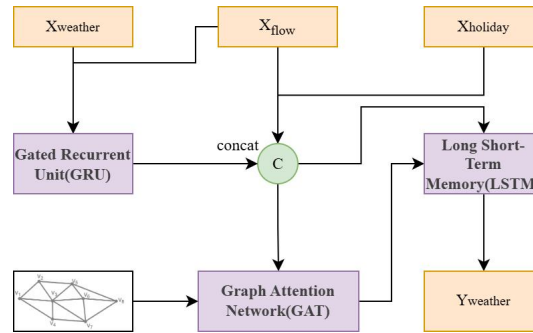 Xweather
Xflow
Xholiday
concat
Gated Recurrent
Unit(GRU)
C
Long Short-
Term
Memory(LSTM
Graph Attention
Network(GAT)
Yweather